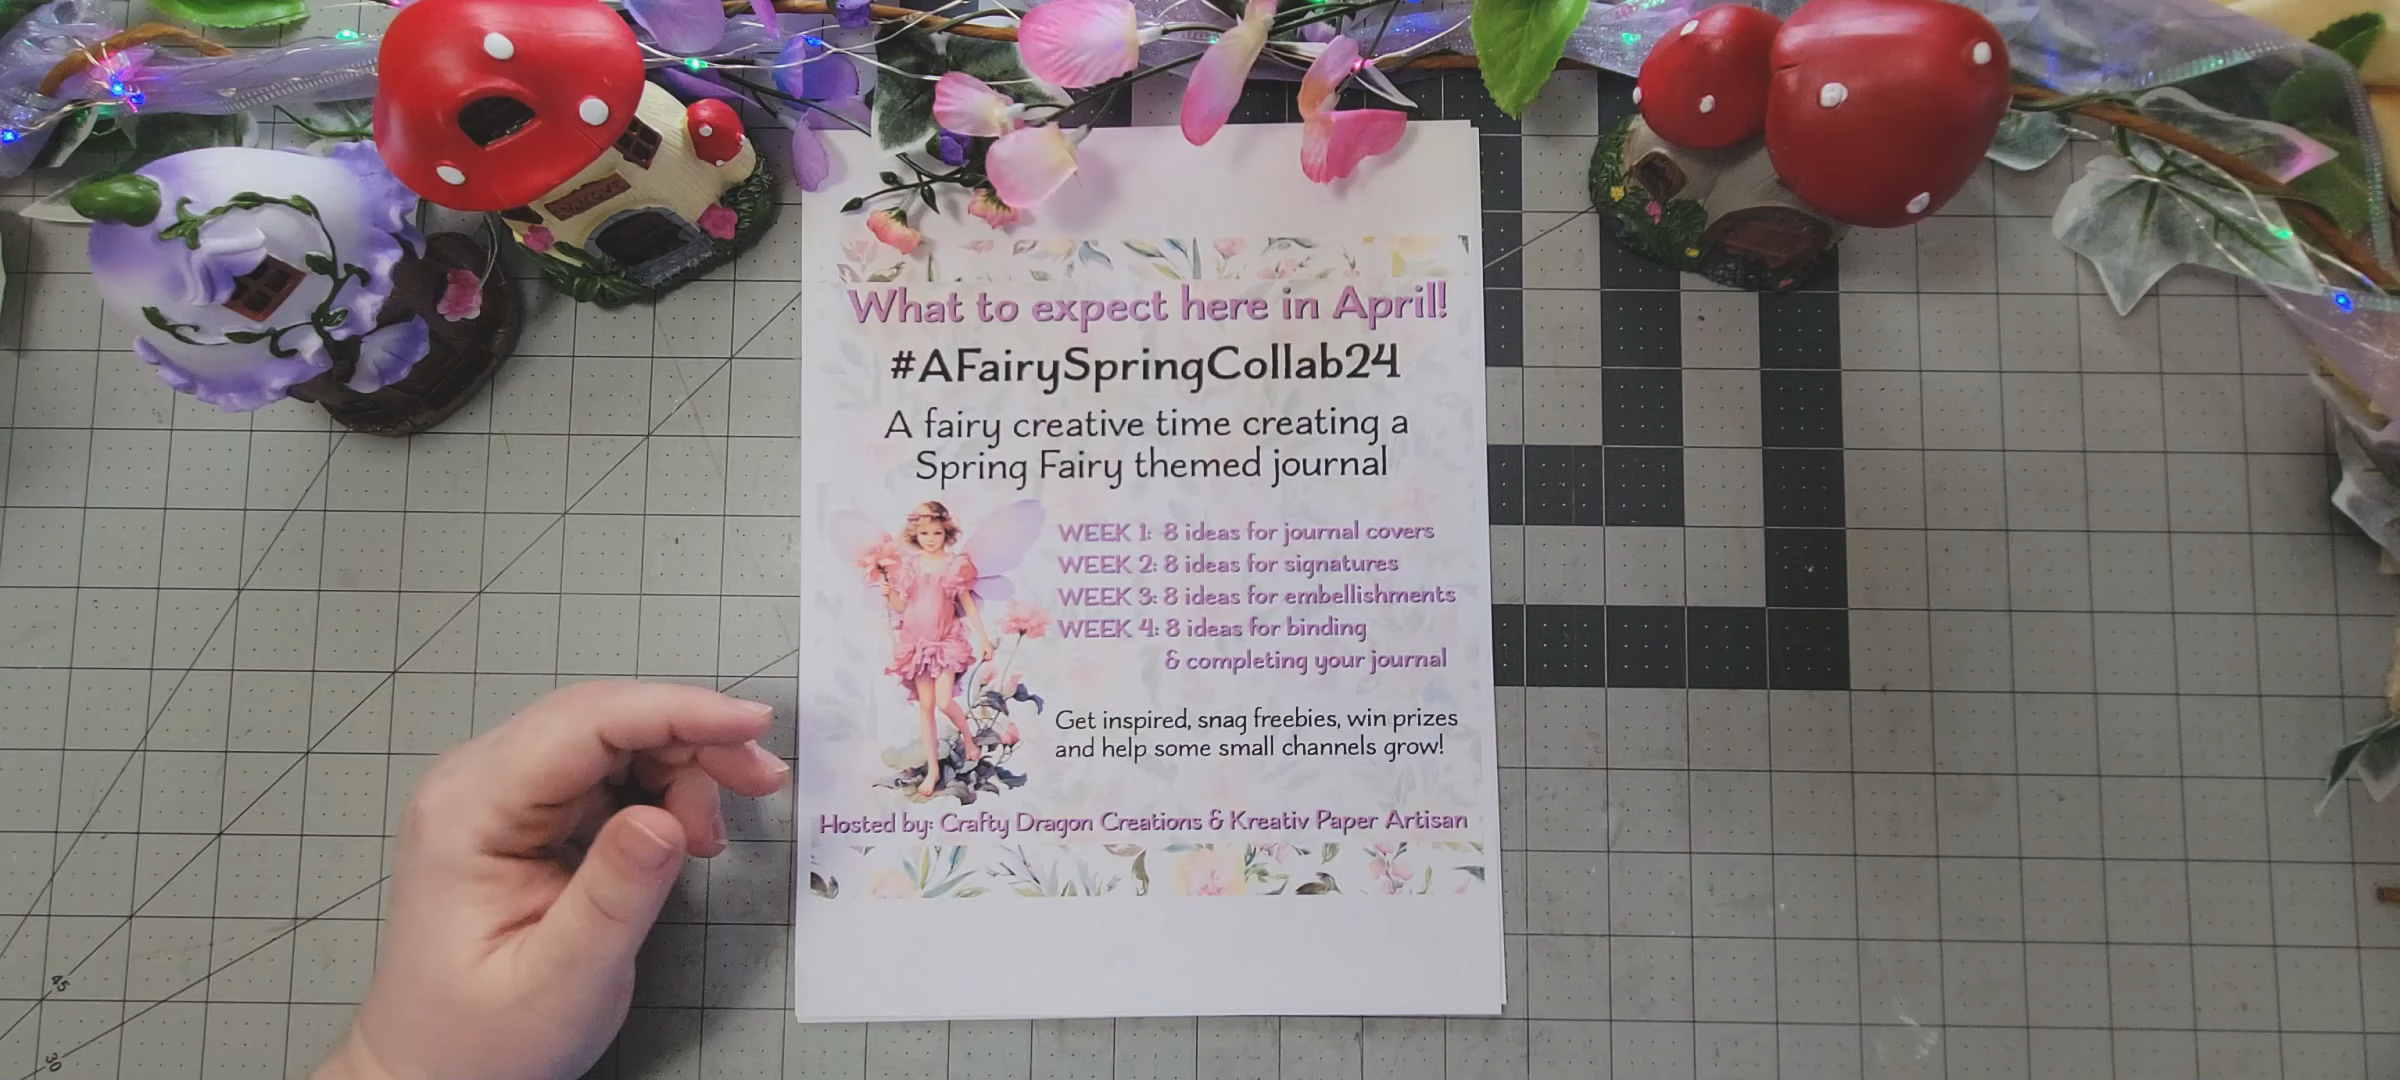 What to expect here in April!
#AFairySpringCollab24
A fairy creative time creating a
Spring Fairy themed journal
WEEK 1: 8 ideas for journal covers
WEEK 2: 8 ideas for signatures
WEEK 3: 8 ideas for embellishments
WEEK 4: 8 ideas for binding
& completing your journal
Get inspired, snag freebies, win prizes
and help some small channels grow!
Hosted by: Crafty Dragon Creations & Kreativ Paper Artisan
45
30